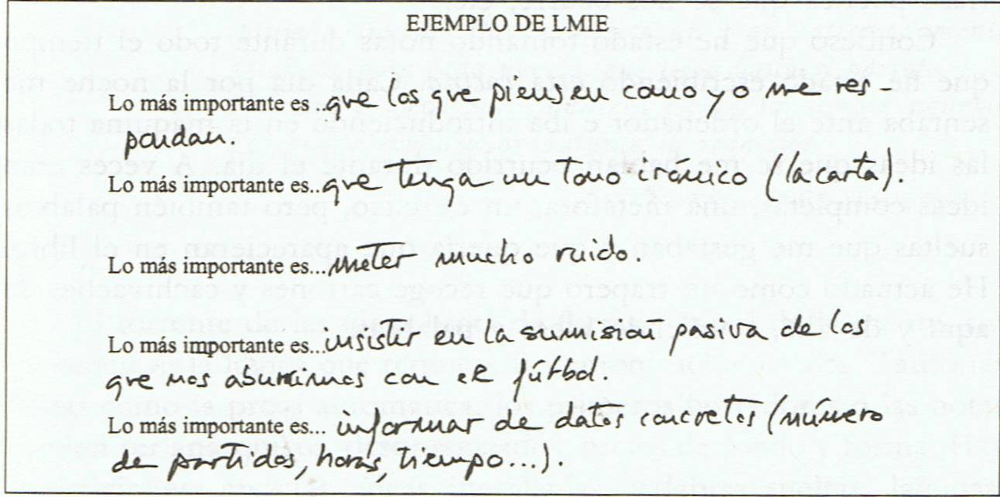 EJEMPLO DE LMIE
Lo más importante es...que los que piensen como yo me res-
pondan.
Lo más importante es...que tenga un tono irónico (la carta).
Lo más importante es...meter mucho ruido.
Lo más importante es...insistir en la sumisión pasiva de los
que nos aburrimos con el fútbol.
Lo más importante es... informar de datos concretos (número
de partidos, horas, tiempo...).